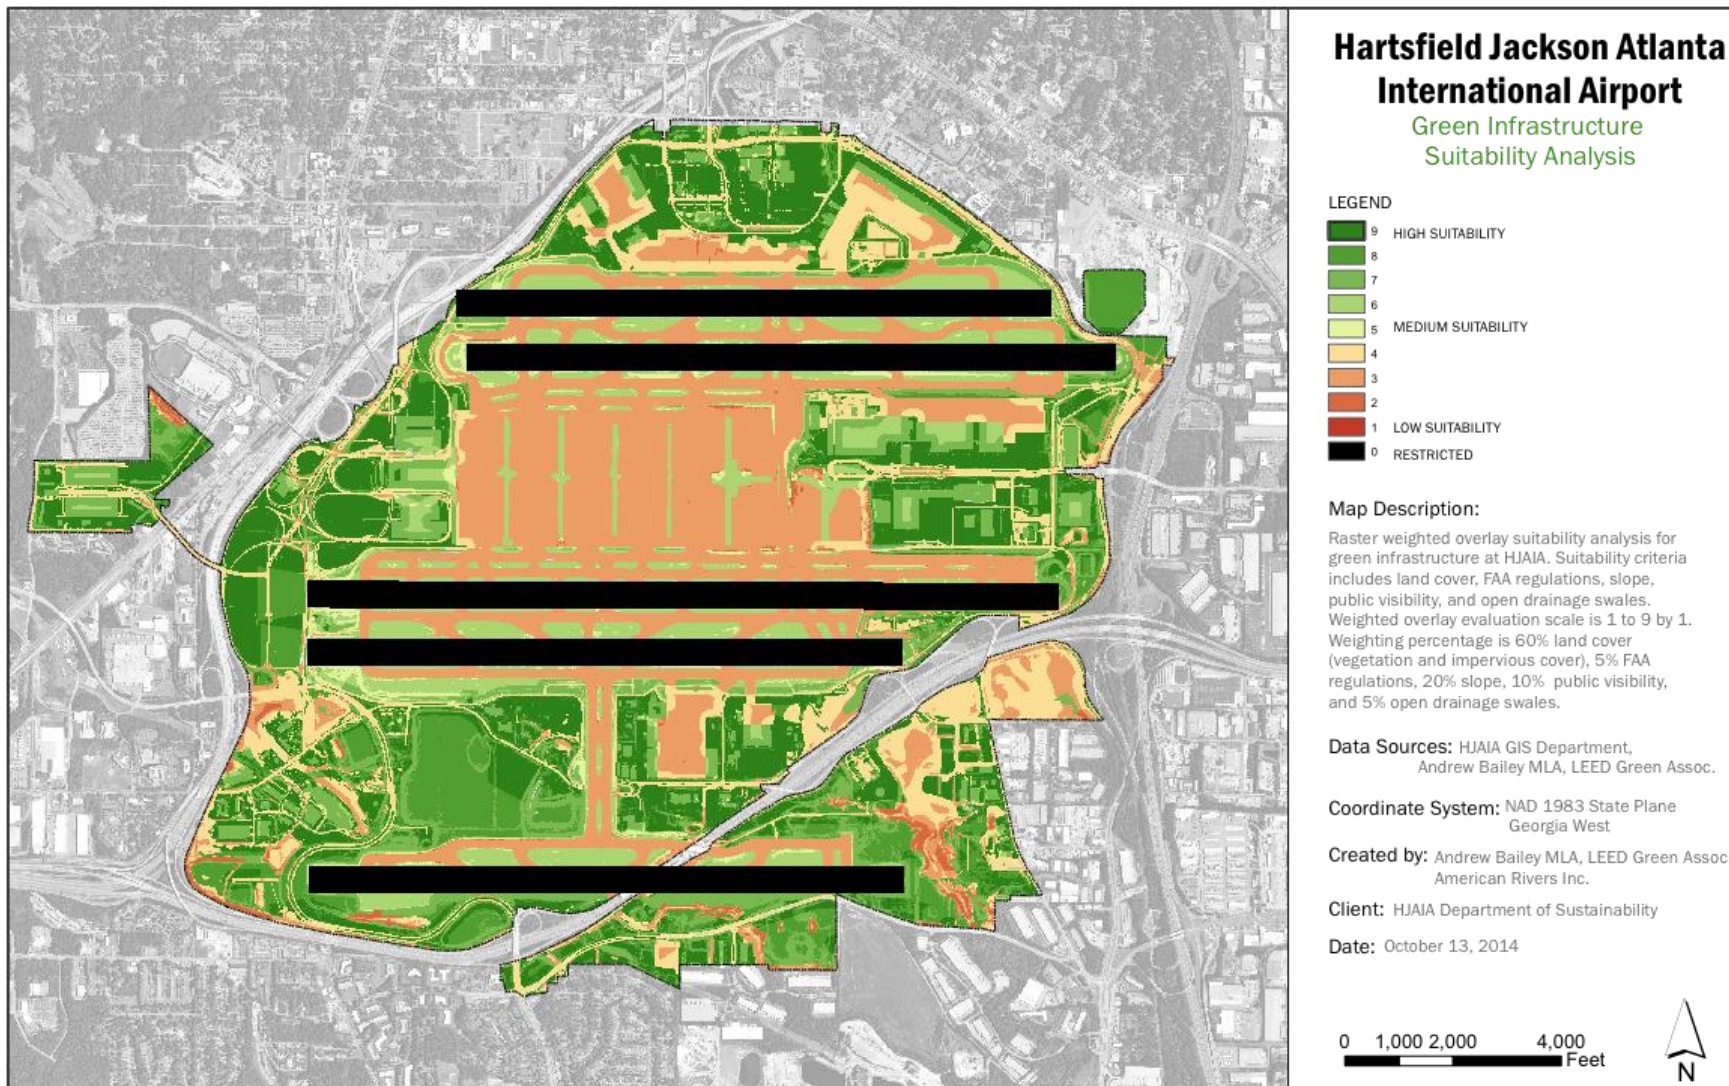 Hartsfield Jackson Atlanta
International Airport
Green Infrastructure
Suitability Analysis
LEGEND
9 HIGH SUITABILITY
8
7
6
5 MEDIUM SUITABILITY
4
3
2
1 LOW SUITABILITY
0 RESTRICTED
Map Description:
Raster weighted overlay suitability analysis for
green infrastructure at HJAIA. Suitability criteria
includes land cover, FAA regulations, slope,
public visibility, and open drainage swales.
Weighted overlay evaluation scale is 1 to 9 by 1.
Weighting percentage is 60% land cover
(vegetation and impervious cover), 5% FAA
regulations, 20% slope, 10% public visibility,
and 5% open drainage swales.
Data Sources: HJAIA GIS Department,
Andrew Bailey MLA, LEED Green Assoc.
Coordinate System: NAD 1983 State Plane
Georgia West
Created by: Andrew Bailey MLA, LEED Green Assoc
American Rivers Inc.
Client: HJAIA Department of Sustainability
Date: October 13, 2014
0 1,000 2,000 4,000
Feet
N